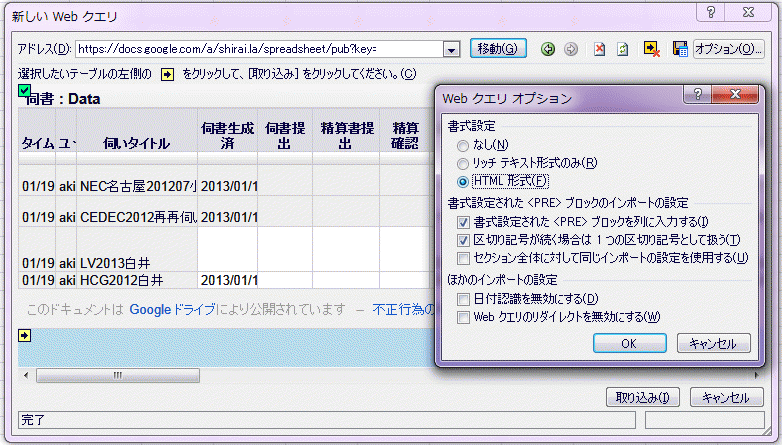 新しい Web クエリ
アドレス(D): https://docs.google.com/a/shirai.la/spreadsheet/pub?key= 移動(G) オプション(O)...
選択したいテーブルの左側の をクリックして、[取り込み] をクリックしてください。(C)
伺書 : Data
タイム ユ・ 伺いタイトル 伺書生成済 伺書提出 精算書提出 精算確認
01/19 aki NEC名古屋201207小 2013/01/1
01/19 aki CEDEC2012再再伺い 2013/01/1
01/19 aki LV2013白井
01/19 aki HCG2012白井 2013/01/1
このドキュメントは Google ドライブにより公開されています – 不正行為の
完了
取り込み(I) キャンセル
Web クエリ オプション
書式設定
なし(N)
リッチ テキスト形式のみ(R)
HTML 形式(F)
書式設定された <PRE> ブロックのインポートの設定
書式設定された <PRE> ブロックを列に入力する(I)
区切り記号が続く場合は 1 つの区切り記号として扱う(T)
セクション全体に対して同じインポートの設定を使用する(U)
ほかのインポートの設定
日付認識を無効にする(D)
Web クエリのリダイレクトを無効にする(W)
OK キャンセル